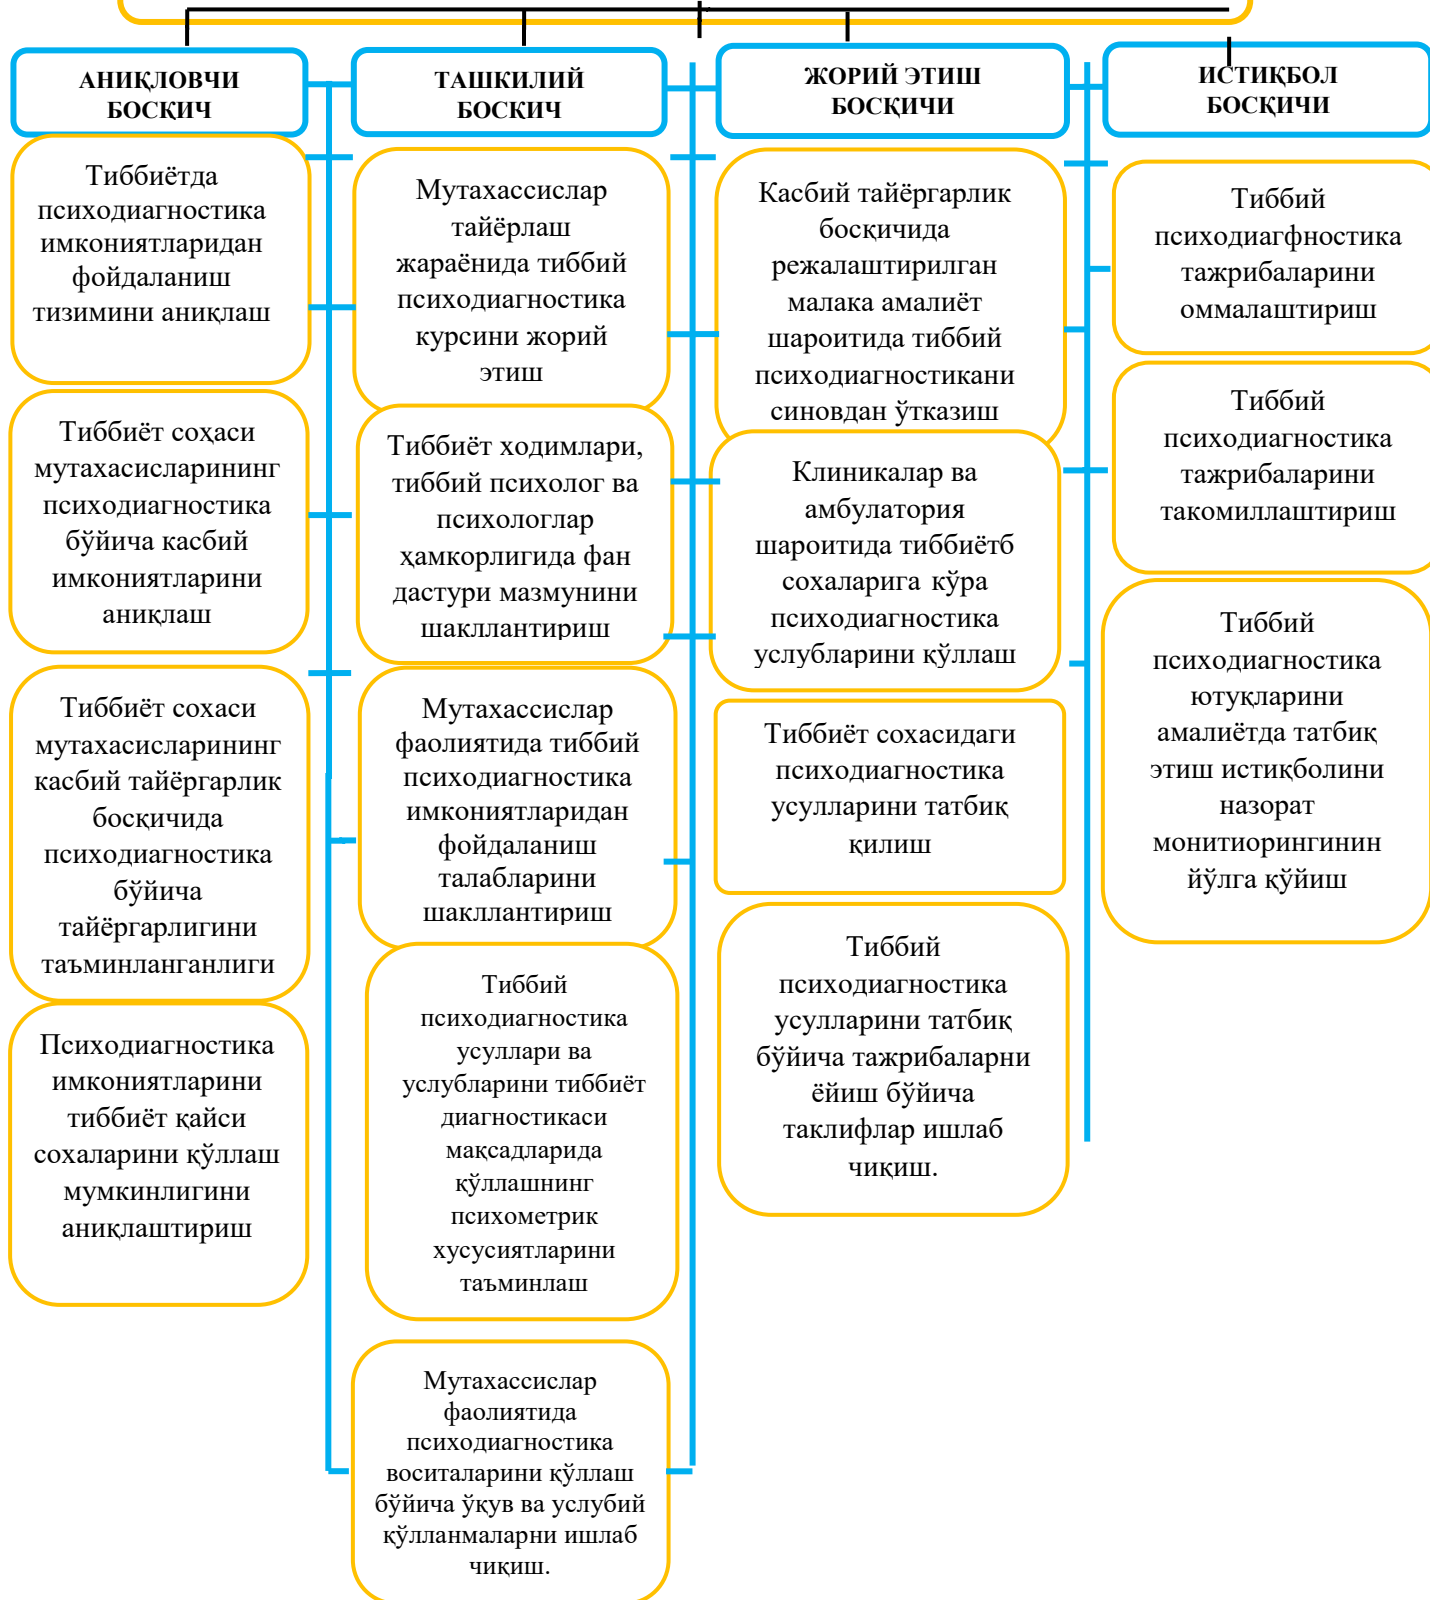 АНИҚЛОВЧИ
БОСҚИЧ
Тиббиётда
психодиагностика
имкониятларидан
фойдаланиш
тизимини аниқлаш
Тиббиёт соҳаси
мутахасисларининг
психодиагностика
бўйича касбий
имкониятларини
аниқлаш
Тиббиёт сохаси
мутахасисларининг
касбий тайёргарлик
босқичида
психодиагностика
бўйича
тайёргарлигини
таъминланганлиги
Психодиагностика
имкониятларини
тиббиёт қайси
сохаларини қўллаш
мумкинлигини
аниқлаштириш
ТАШКИЛИЙ
БОСҚИЧ
Мутахассислар
тайёрлаш
жараёнида тиббий
психодиагностика
курсини жорий
этиш
Тиббиёт ходимлари,
тиббий психолог ва
психологлар
ҳамкорлигида фан
дастури мазмунини
шакллантириш
Мутахассислар
фаолиятида тиббий
психодиагностика
имкониятларидан
фойдаланиш
талабларини
шакллантириш
Тиббий
психодиагностика
усуллари ва
услубларини тиббиёт
диагностикаси
мақсадларида
қўллашнинг
психометрик
хусусиятларини
таъминлаш
Мутахассислар
фаолиятида
психодиагностика
воситаларини қўллаш
бўйича ўқув ва услубий
қўлланмаларни ишлаб
чиқиш.
ЖОРИЙ ЭТИШ
БОСҚИЧИ
Касбий тайёргарлик
босқичида
режалаштирилган
малака амалиёт
шароитида тиббий
психодиагностикани
синовдан ўтказиш
Клиникалар ва
амбулатория
шароитида тиббиётб
сохаларига кўра
психодиагностика
услубларини қўллаш
Тиббиёт сохасидаги
психодиагностика
усулларини татбиқ
қилиш
Тиббий
психодиагностика
усулларини татбиқ
бўйича тажрибаларни
ёйиш бўйича
таклифлар ишлаб
чиқиш.
ИСТИҚБОЛ
БОСҚИЧИ
Тиббий
психодиагфностика
тажрибаларини
оммалаштириш
Тиббий
психодиагностика
тажрибаларини
такомиллаштириш
Тиббий
психодиагностика
ютуқларини
амалиётда татбиқ
этиш истиқболини
назорат
монитиорингинин
йўлга қўйиш